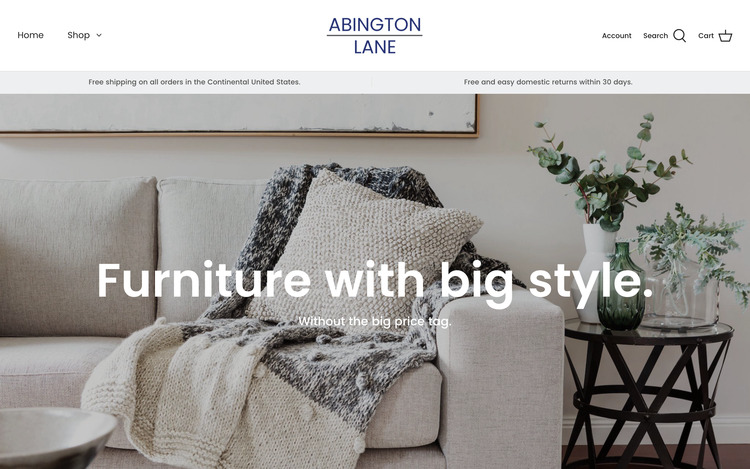 Home
Shop
ABINGTON
LANE
Account
Search
Cart
Free shipping on all orders in the Continental United States.
Free and easy domestic returns within 30 days.
Furniture with big style.
Without the big price tag.